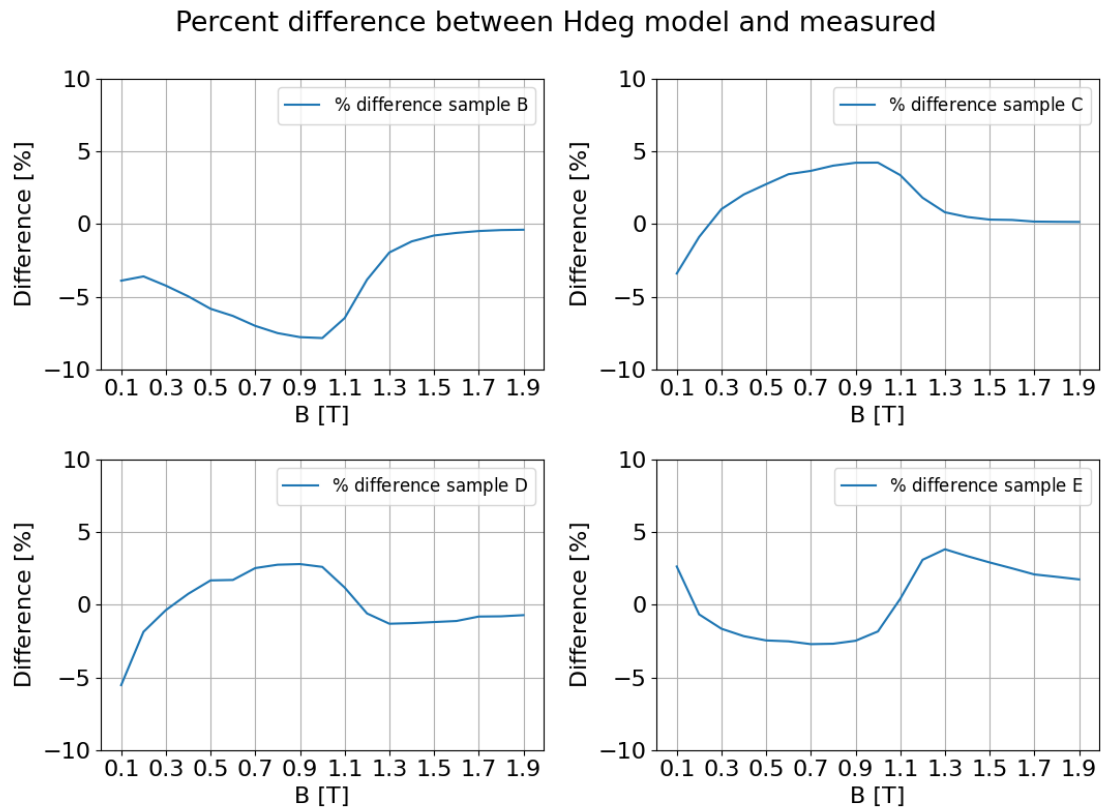 Percent difference between Hdeg model and measured
10
5
0
−5
−10
Difference [%]
% difference sample B
0.1 0.3 0.5 0.7 0.9 1.1 1.3 1.5 1.7 1.9
B [T]
10
5
0
−5
−10
Difference [%]
% difference sample C
0.1 0.3 0.5 0.7 0.9 1.1 1.3 1.5 1.7 1.9
B [T]
10
5
0
−5
−10
Difference [%]
% difference sample D
0.1 0.3 0.5 0.7 0.9 1.1 1.3 1.5 1.7 1.9
B [T]
10
5
0
−5
−10
Difference [%]
% difference sample E
0.1 0.3 0.5 0.7 0.9 1.1 1.3 1.5 1.7 1.9
B [T]